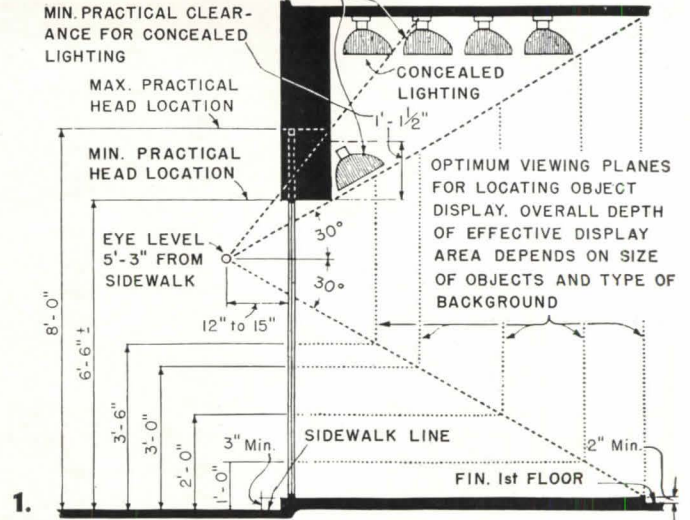 MIN. PRACTICAL CLEAR-
ANCE FOR CONCEALED
LIGHTING
MAX. PRACTICAL
HEAD LOCATION
MIN. PRACTICAL
HEAD LOCATION
CONCEALED
LIGHTING
1'-1 1/2"
OPTIMUM VIEWING PLANES
FOR LOCATING OBJECT
DISPLAY. OVERALL DEPTH
OF EFFECTIVE DISPLAY
AREA DEPENDS ON SIZE
OF OBJECTS AND TYPE OF
BACKGROUND
EYE LEVEL
5'-3" FROM
SIDEWALK
30°
30°
12" to 15"
8'-0"
6'-6" ±
3'-6"
3'-0"
2'-0"
1'-0"
3" Min.
SIDEWALK LINE
2" Min.
FIN. 1st FLOOR
1.